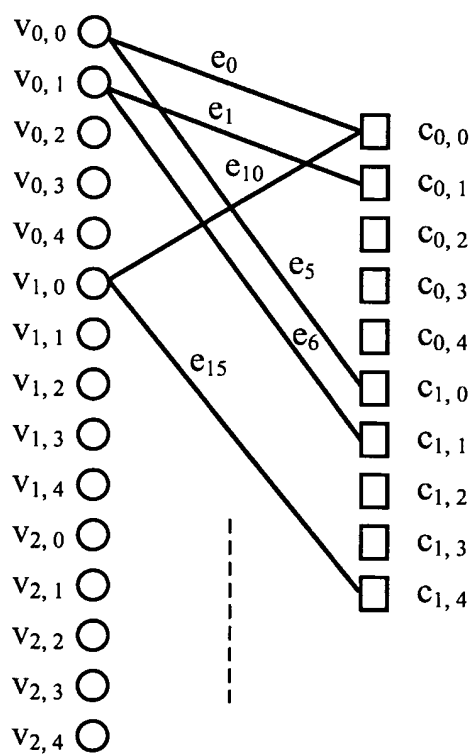 v0, 0
v0, 1
v0, 2
v0, 3
v0, 4
v1, 0
v1, 1
v1, 2
v1, 3
v1, 4
v2, 0
v2, 1
v2, 2
v2, 3
v2, 4
e0
e1
e10
e5
e6
e15
c0, 0
c0, 1
c0, 2
c0, 3
c0, 4
c1, 0
c1, 1
c1, 2
c1, 3
c1, 4